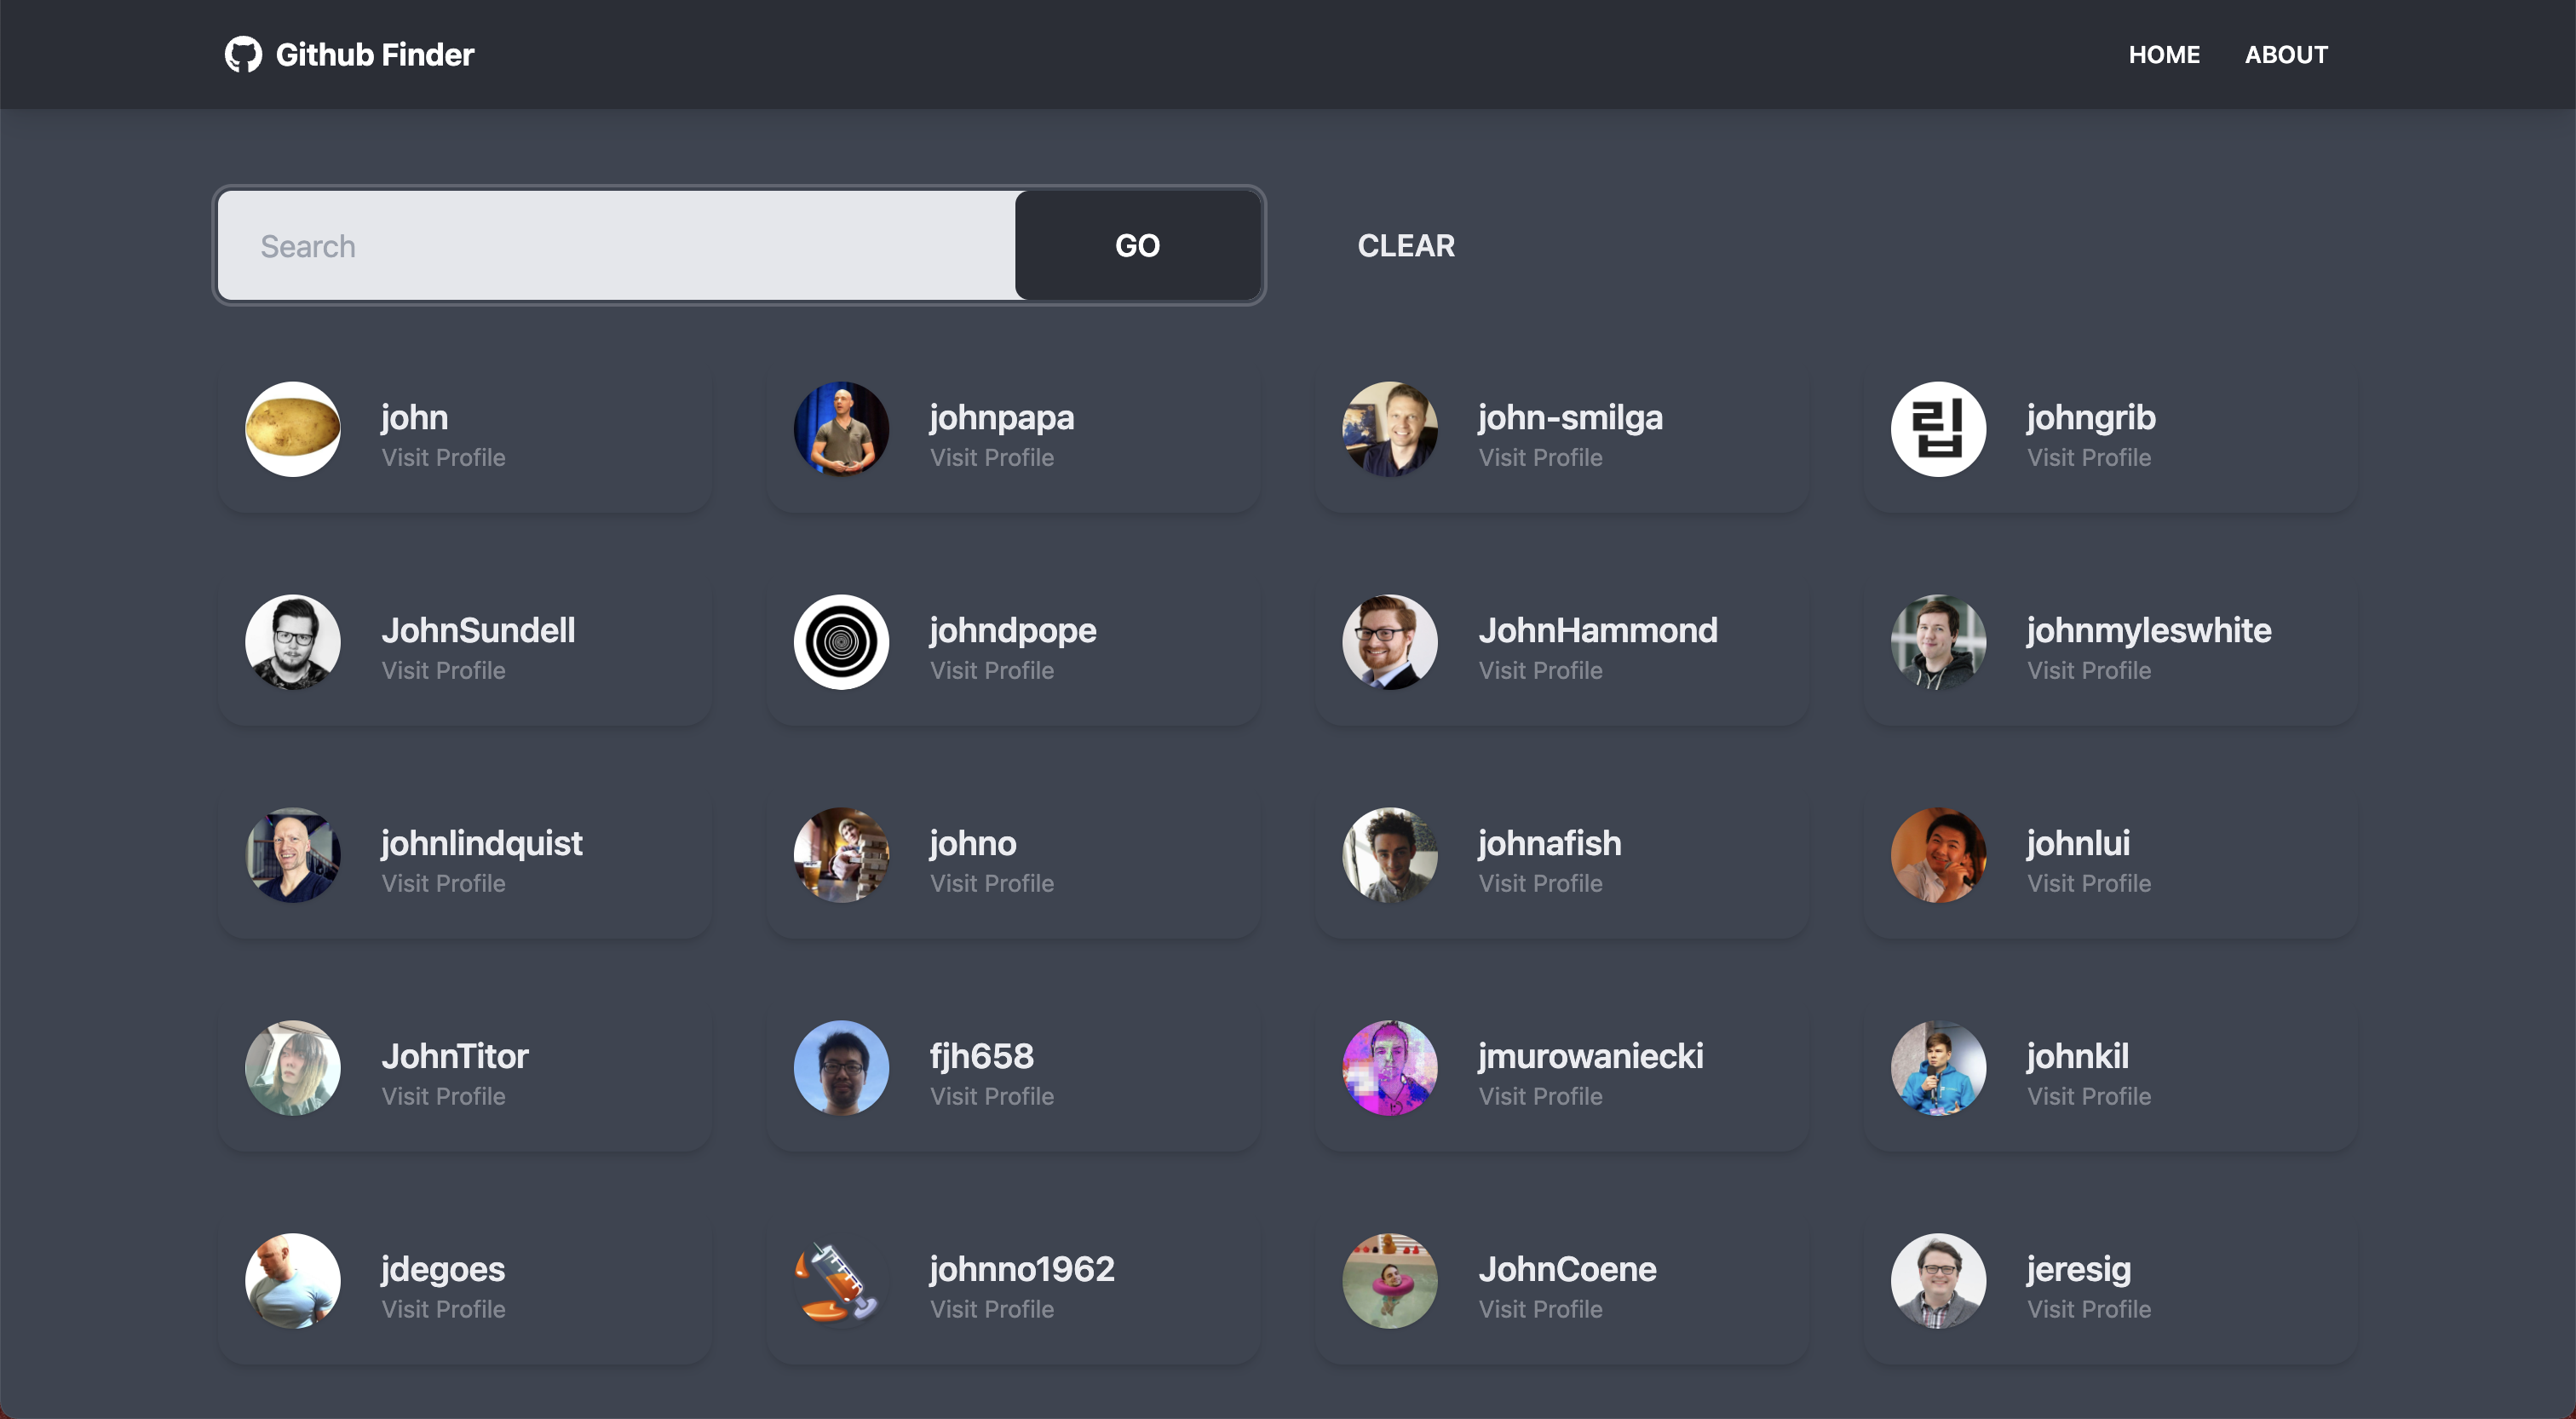 Github Finder
HOME ABOUT
Search GO CLEAR
john
Visit Profile
johnpapa
Visit Profile
john-smilga
Visit Profile
립
johngrib
Visit Profile
JohnSundell
Visit Profile
johndpope
Visit Profile
JohnHammond
Visit Profile
johnmyleswhite
Visit Profile
johnlindquist
Visit Profile
johno
Visit Profile
johnafish
Visit Profile
johnlui
Visit Profile
JohnTitor
Visit Profile
fjh658
Visit Profile
jmurowaniecki
Visit Profile
johnkil
Visit Profile
jdegoes
Visit Profile
johnno1962
Visit Profile
JohnCoene
Visit Profile
jeresig
Visit Profile